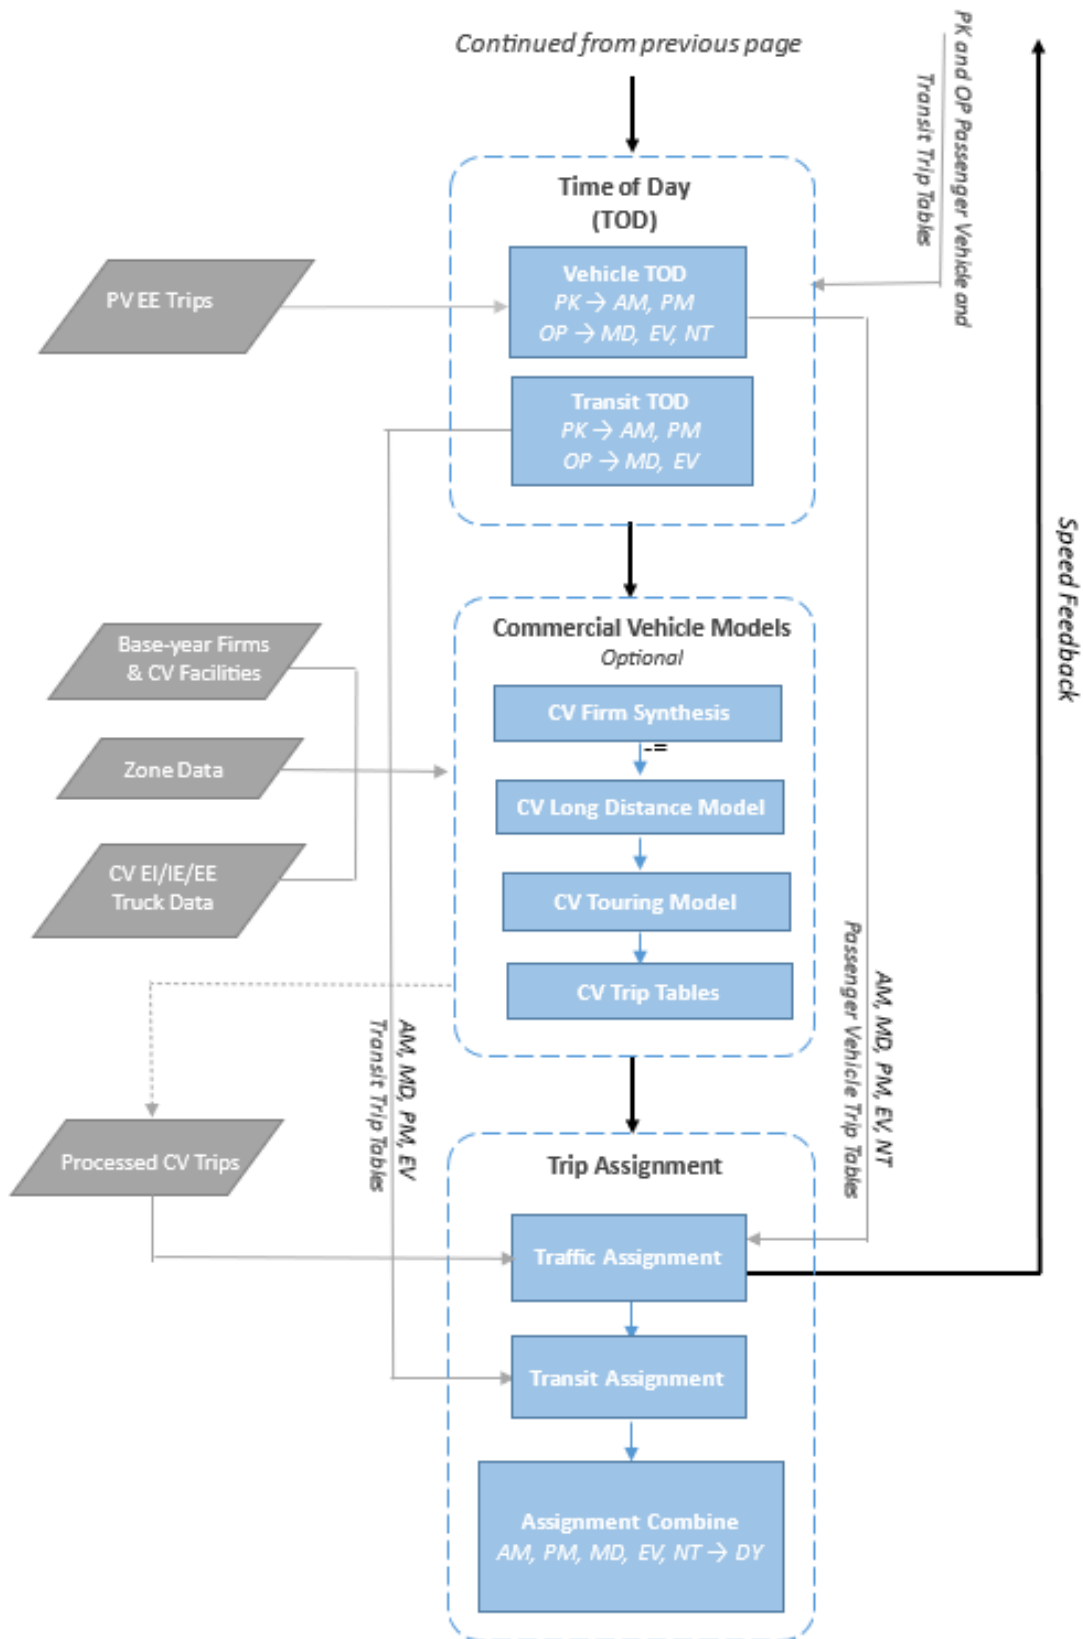 Continued from previous page
PK and OP Passenger Vehicle and
Transit Trip Tables
Time of Day
(TOD)
Vehicle TOD
PK → AM, PM
OP → MD, EV, NT
PV EE Trips
Transit TOD
PK → AM, PM
OP → MD, EV
Speed Feedback
Commercial Vehicle Models
Optional
Base-year Firms
& CV Facilities
CV Firm Synthesis
-=
Zone Data
CV Long Distance Model
CV EI/IE/EE
Truck Data
CV Touring Model
CV Trip Tables
AM, MD, PM, EV, NT
Passenger Vehicle Trip Tables
AM, MD, PM, EV
Transit Trip Tables
Processed CV Trips
Trip Assignment
Traffic Assignment
Transit Assignment
Assignment Combine
AM, PM, MD, EV, NT → DY